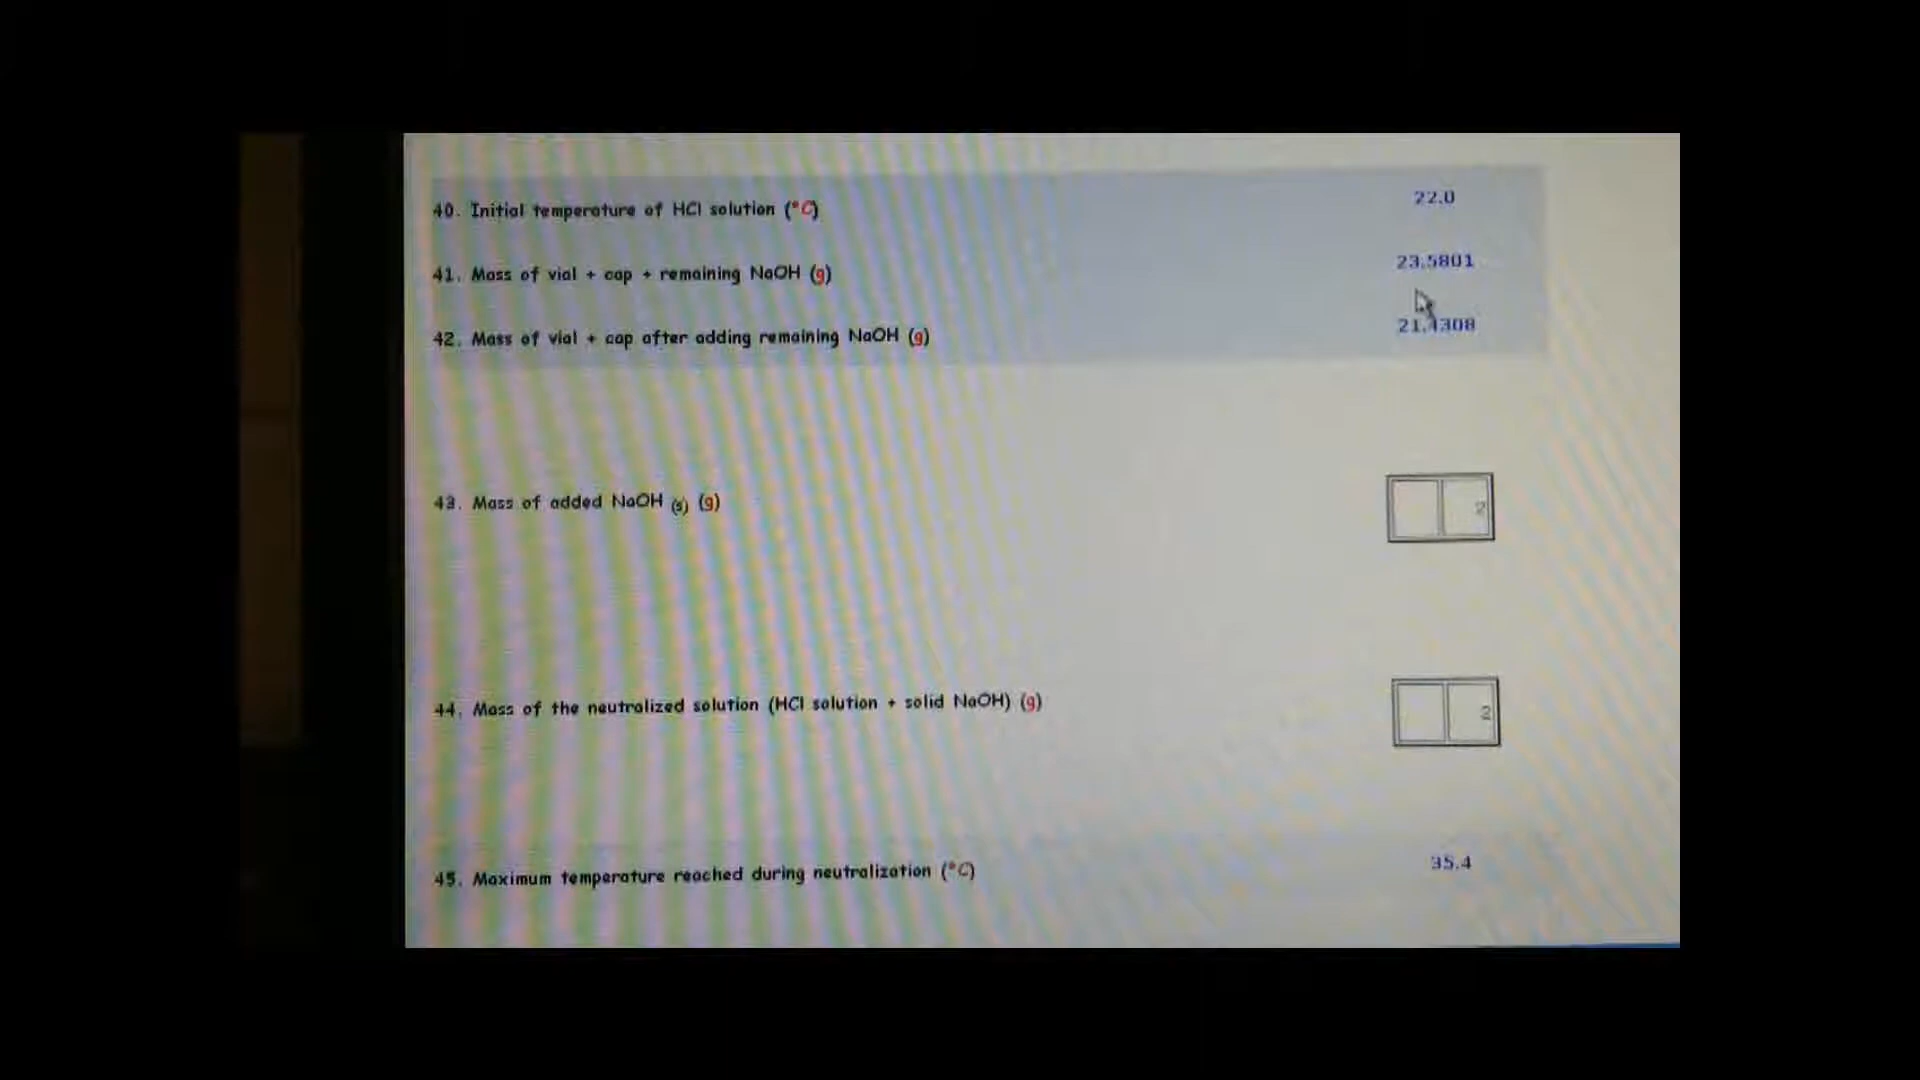 40. Initial temperature of HCl solution (°C) 22.0
41. Mass of vial + cap + remaining NaOH (g) 23.5801
42. Mass of vial + cap after adding remaining NaOH (g)
43. Mass of added NaOH (s) (g) 2
44. Mass of the neutralized solution (HCl solution + solid NaOH) (g) 2
45. Maximum temperature reached during neutralization (°C) 35.4